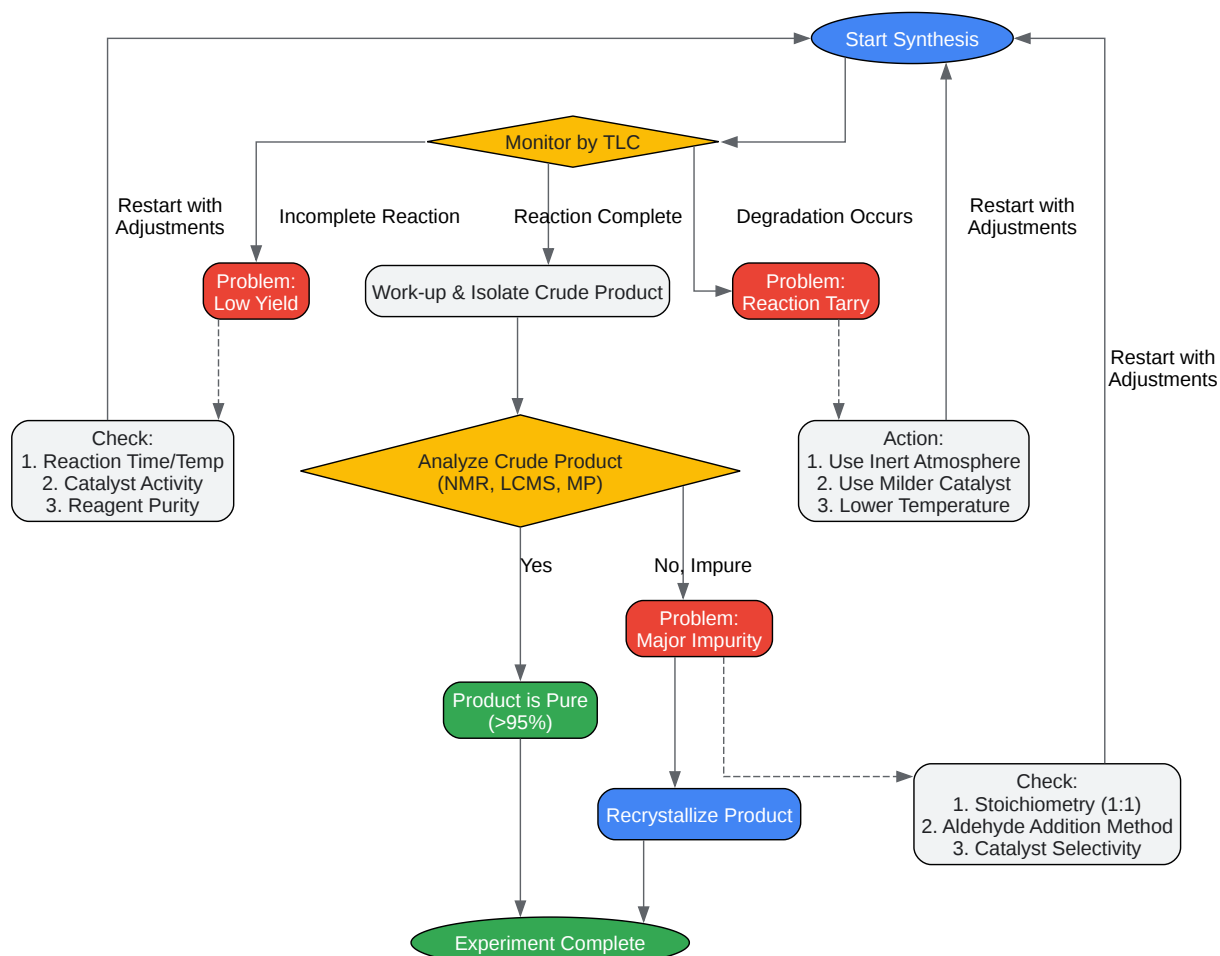 Start Synthesis
Monitor by TLC
Restart with
Adjustments
Incomplete Reaction
Reaction Complete
Degradation Occurs
Restart with
Adjustments
Problem:
Low Yield
Work-up & Isolate Crude Product
Problem:
Reaction Tarry
Restart with
Adjustments
Check:
1. Reaction Time/Temp
2. Catalyst Activity
3. Reagent Purity
Analyze Crude Product
(NMR, LCMS, MP)
Action:
1. Use Inert Atmosphere
2. Use Milder Catalyst
3. Lower Temperature
Yes
No, Impure
Problem:
Major Impurity
Product is Pure
(>95%)
Recrystallize Product
Check:
1. Stoichiometry (1:1)
2. Aldehyde Addition Method
3. Catalyst Selectivity
Experiment Complete